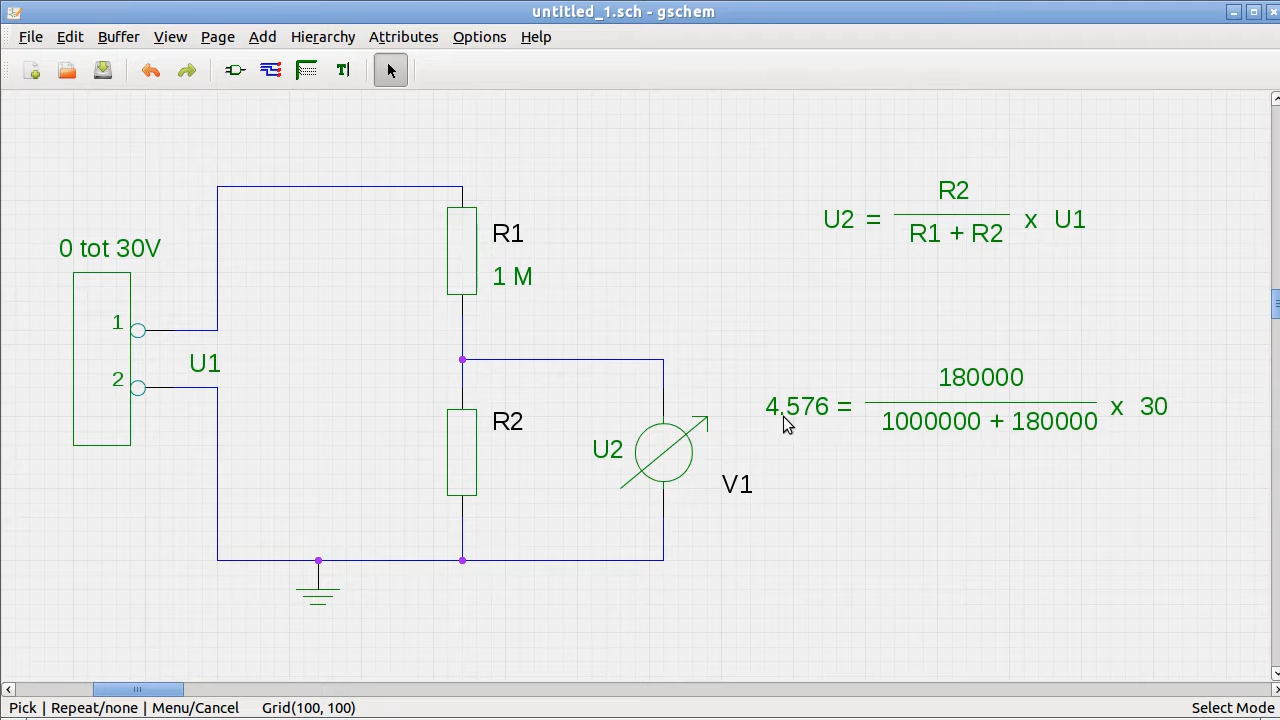 untitled_1.sch - gschem
File Edit Buffer View Page Add Hierarchy Attributes Options Help
R2
U2 = R1 + R2 x U1
0 tot 30V
R1
1 M
1
U1
2
180000
4.576 = 1000000 + 180000 x 30
R2
U2
V1
Pick | Repeat/none | Menu/Cancel Grid(100, 100) Select Mode